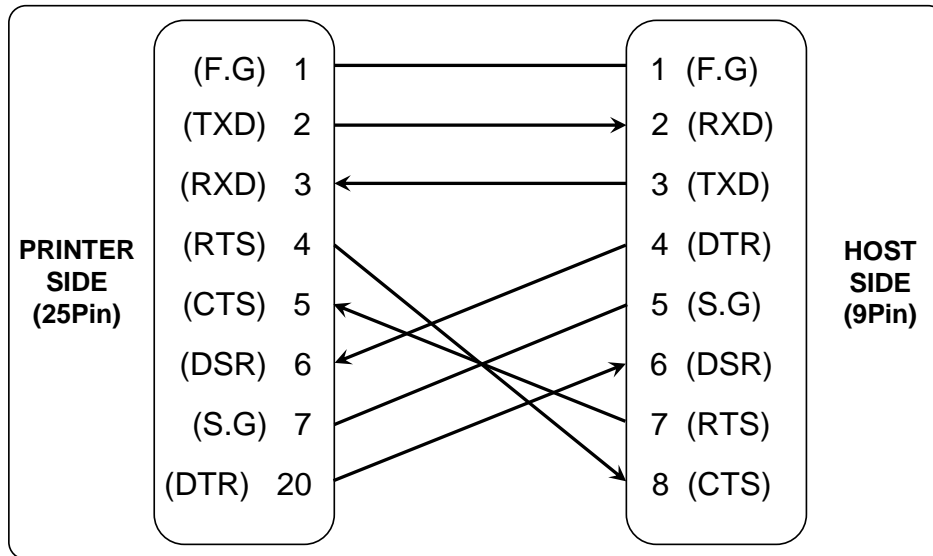 PRINTER
SIDE
(25Pin)
(F.G) 1
(TXD) 2
(RXD) 3
(RTS) 4
(CTS) 5
(DSR) 6
(S.G) 7
(DTR) 20
1 (F.G)
2 (RXD)
3 (TXD)
4 (DTR)
5 (S.G)
6 (DSR)
7 (RTS)
8 (CTS)
HOST
SIDE
(9Pin)